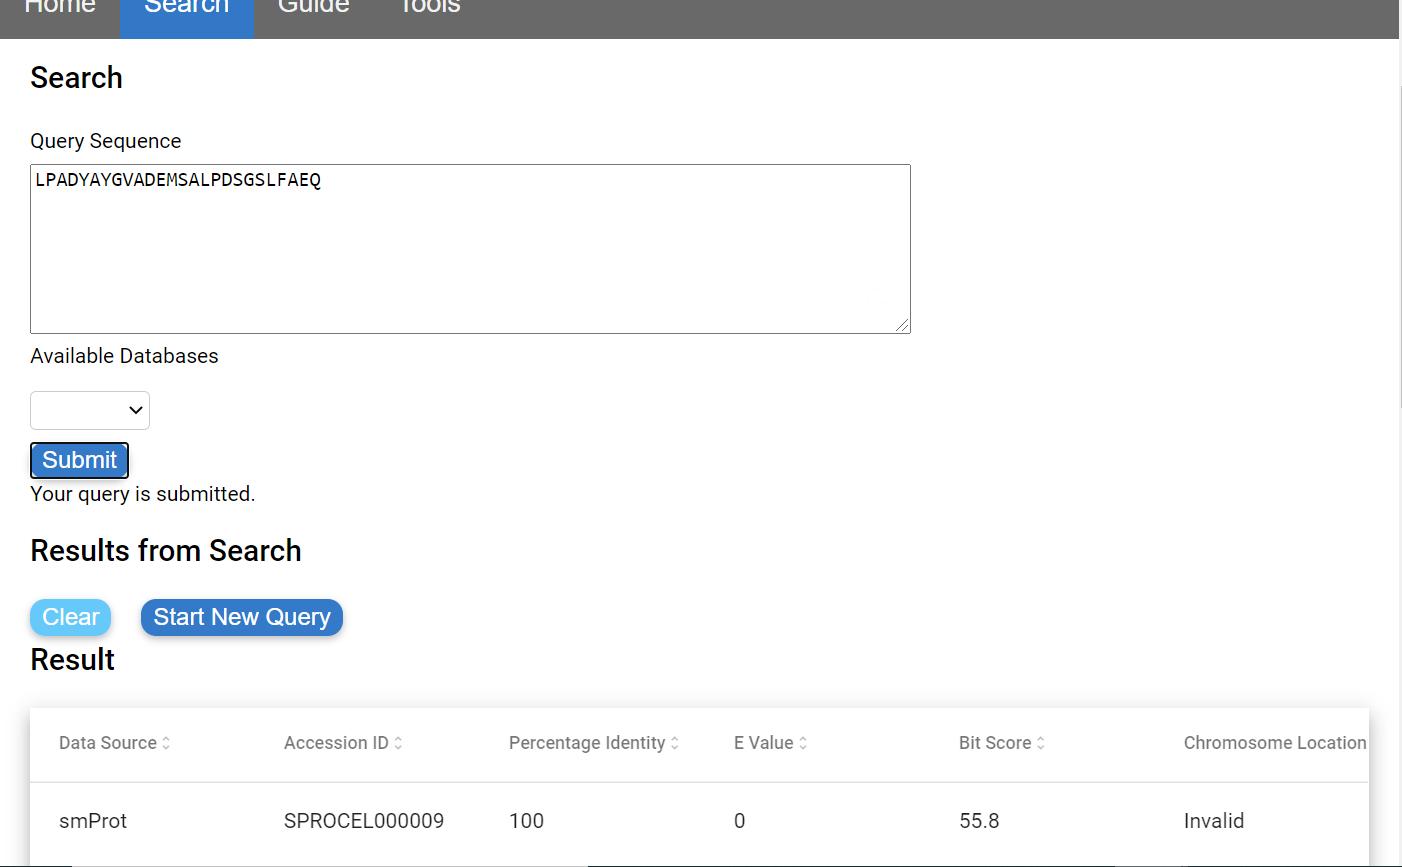 Home Search Guide Tools
Search
Query Sequence
LPADYAYGVADEMSALPDSGSLFAEQ
Available Databases
Submit
Your query is submitted.
Results from Search
Clear Start New Query
Result
Data Source Accession ID Percentage Identity E Value Bit Score Chromosome Location
smProt SPROCEL000009 100 0 55.8 Invalid